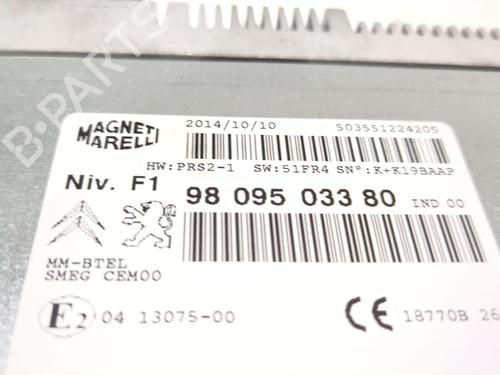 B-PARTS
MAGNETI
MARELLI
2014/10/10
503551224205
HW:PRS2-1 SW:51FR4 SN°:K+K19BAAP
Niv. F1
98 095 033 80 IND 00
MM-BTEL
SMEG CEM00
E2 04 13075-00
CE 18770B 26